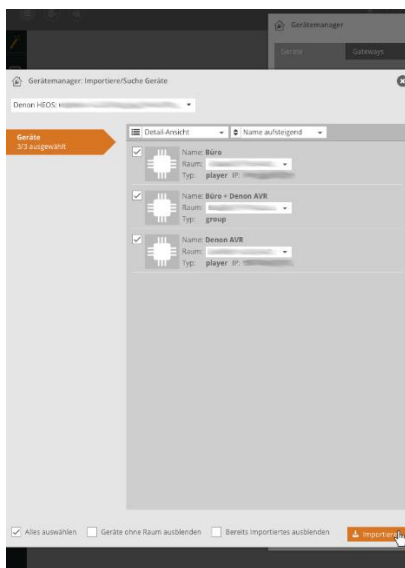 Gerätemanager
Geräte
Gateways
Gerätemanager: Importiere/Suche Geräte
Denon HEOS:
Geräte
3/3 ausgewählt
Detail-Ansicht
Name aufsteigend
Name: Büro
Raum:
Typ: player IP:
Name: Büro + Denon AVR
Raum:
Typ: group
Name: Denon AVR
Raum:
Typ: player IP:
Alles auswählen
Geräte ohne Raum ausblenden
Bereits Importiertes ausblenden
Importieren